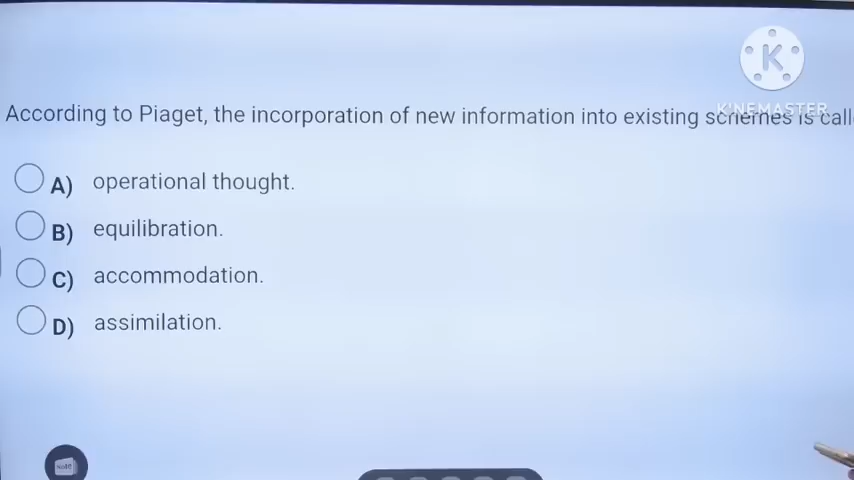 K
KINEMASTER
According to Piaget, the incorporation of new information into existing schemes is call
A) operational thought.
B) equilibration.
C) accommodation.
D) assimilation.